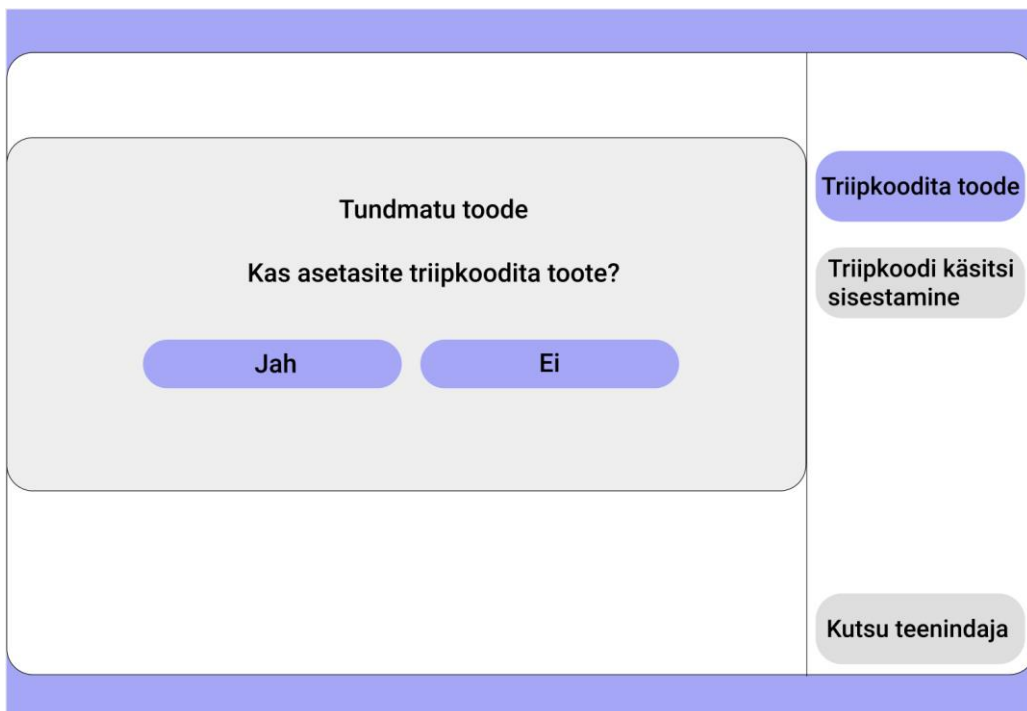 Tundmatu toode
Kas asetasite triipkoodita toote?
Jah
Ei
Triipkoodita toode
Triipkoodi käsitsi
sisestamine
Kutsu teenindaja